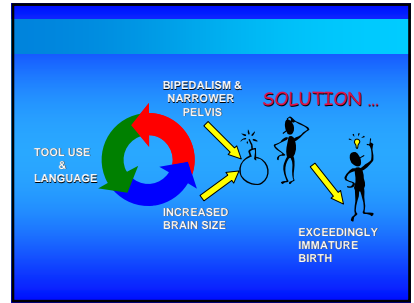 BIPEDALISM &
NARROWER
PELVIS
SOLUTION ...
TOOL USE
&
LANGUAGE
INCREASED
BRAIN SIZE
EXCEEDINGLY
IMMATURE
BIRTH